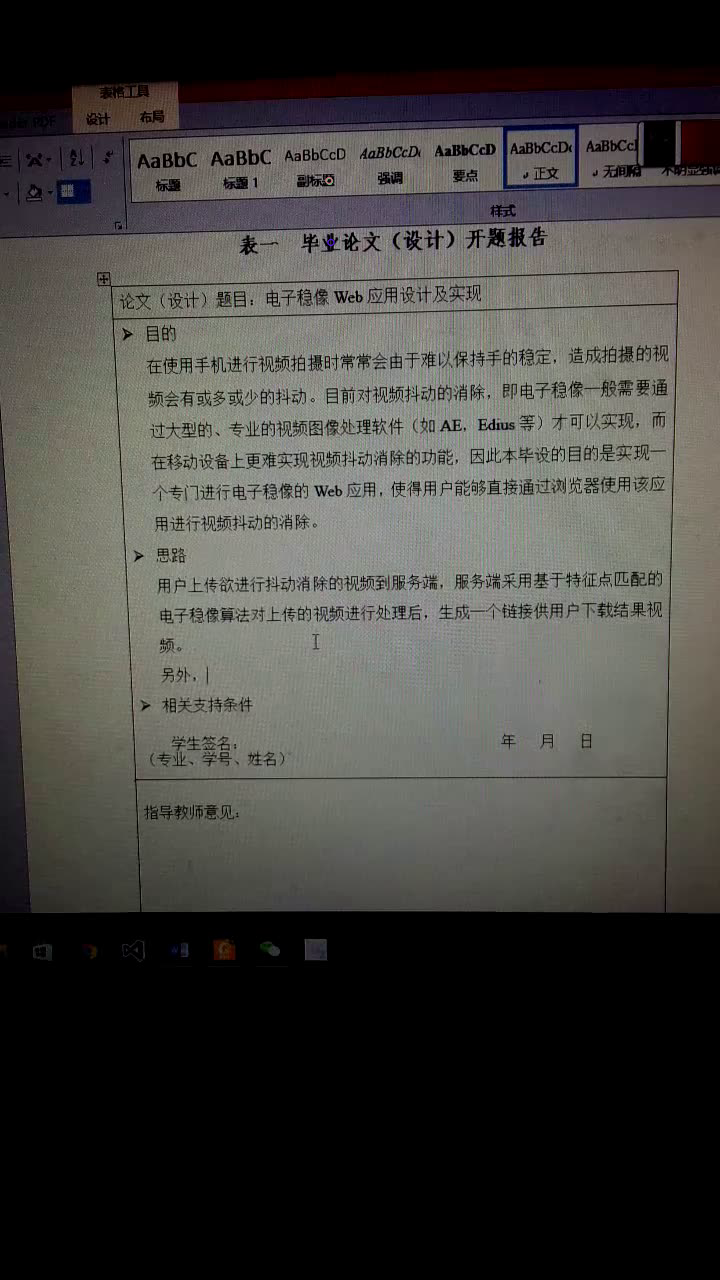 表格工具
设计
布局
AaBbC
AaBbC
AaBbCcD
AaBbCcDc
AaBbCcD
AaBbCcDc
AaBbCcI
标题
标题 1
副标
强调
要点
正文
无间隔
不明显强调
样式
表一 毕业论文（设计）开题报告
论文（设计）题目：电子稳像 Web 应用设计及实现
➢ 目的
在使用手机进行视频拍摄时常常会由于难以保持手的稳定，造成拍摄的视
频会有或多或少的抖动。目前对视频抖动的消除，即电子稳像一般需要通
过大型的、专业的视频图像处理软件（如 AE，Edius 等）才可以实现，而
在移动设备上更难实现视频抖动消除的功能，因此本毕设的目的是实现一
个专门进行电子稳像的 Web 应用，使得用户能够直接通过浏览器使用该应
用进行视频抖动的消除。
➢ 思路
用户上传欲进行抖动消除的视频到服务端，服务端采用基于特征点匹配的
电子稳像算法对上传的视频进行处理后，生成一个链接供用户下载结果视
频。
另外，
➢ 相关支持条件
学生签名： 年 月 日
（专业、学号、姓名）
指导教师意见：